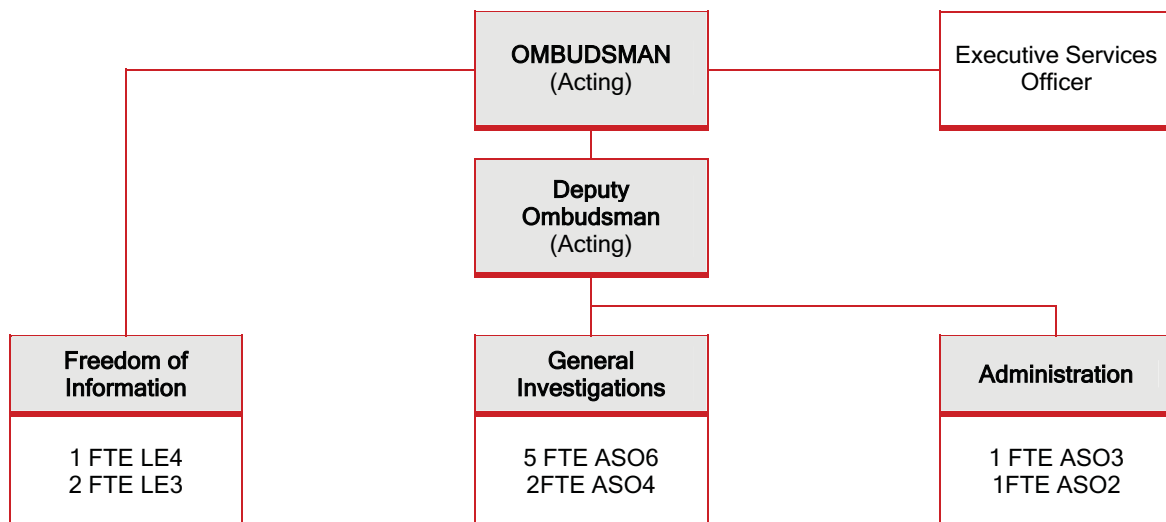 OMBUDSMAN
(Acting)
Executive Services
Officer
Deputy
Ombudsman
(Acting)
Freedom of
Information
1 FTE LE4
2 FTE LE3
General
Investigations
5 FTE ASO6
2FTE ASO4
Administration
1 FTE ASO3
1FTE ASO2